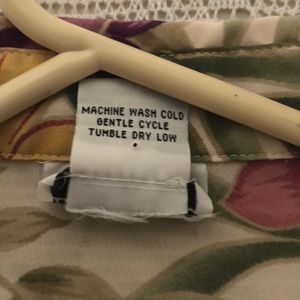 MACHINE WASH COLD
GENTLE CYCLE
TUMBLE DRY LOW